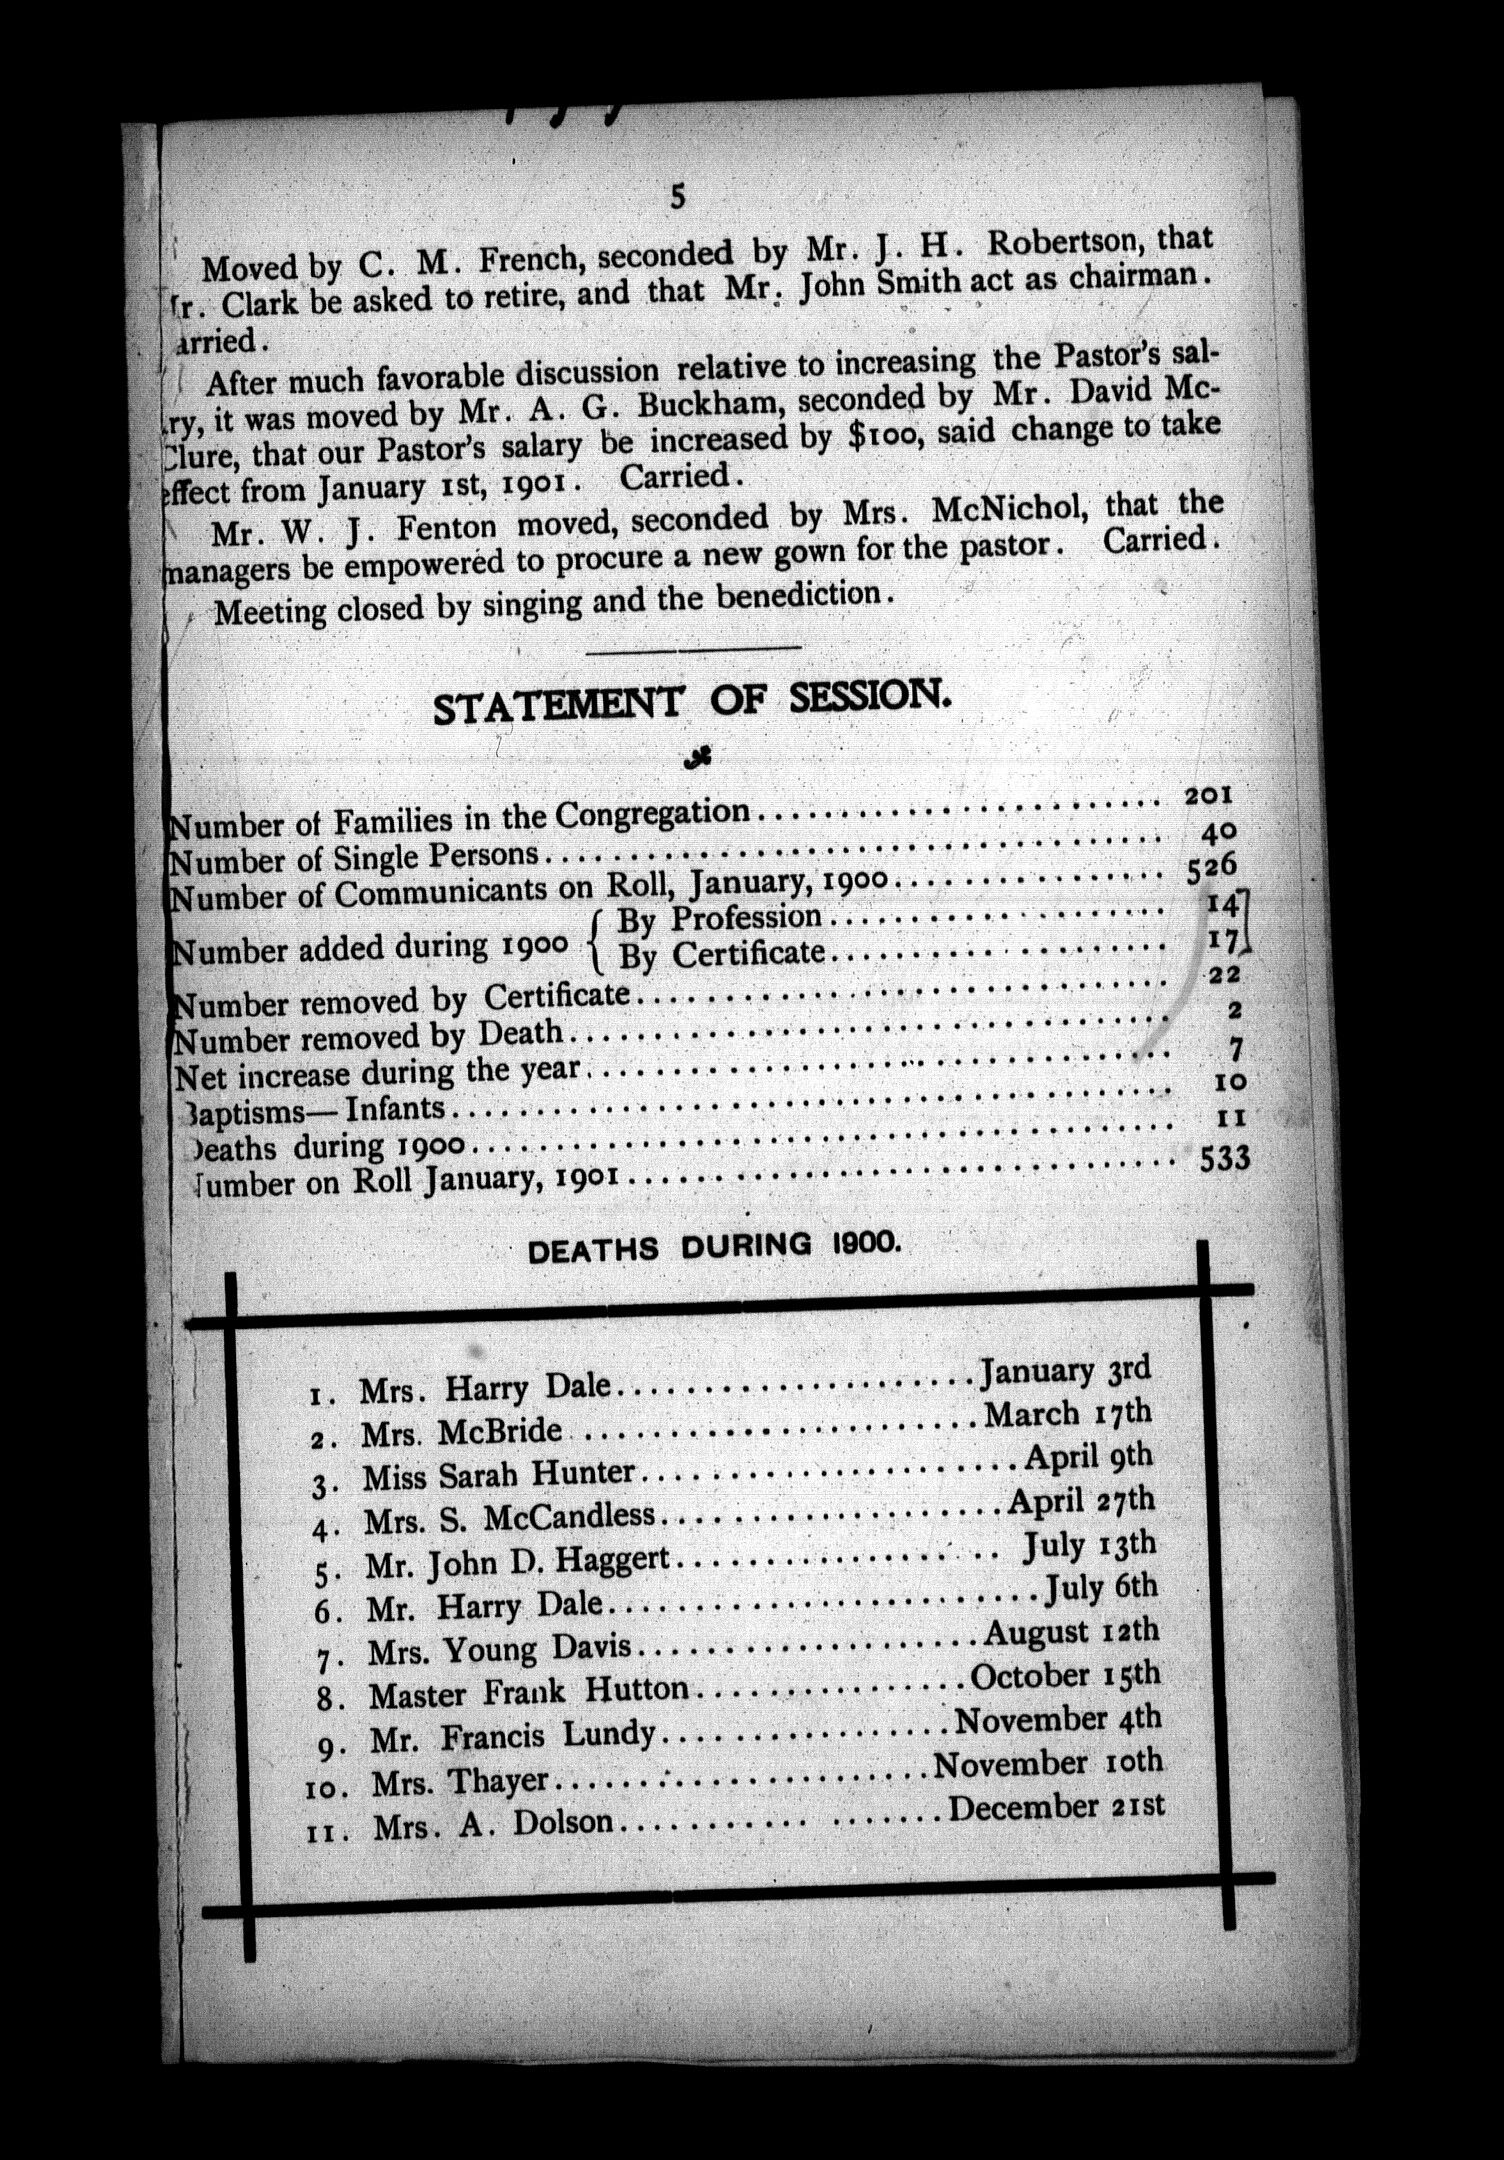 5
Moved by C. M. French, seconded by Mr. J. H. Robertson, that
r. Clark be asked to retire, and that Mr. John Smith act as chairman.
arried.
After much favorable discussion relative to increasing the Pastor's sal-
ry, it was moved by Mr. A. G. Buckham, seconded by Mr. David Mc-
Clure, that our Pastor's salary be increased by $100, said change to take
effect from January 1st, 1901. Carried.
Mr. W. J. Fenton moved, seconded by Mrs. McNichol, that the
managers be empowered to procure a new gown for the pastor. Carried.
Meeting closed by singing and the benediction.
STATEMENT OF SESSION.
Number of Families in the Congregation........................ 201
Number of Single Persons.................................... 40
Number of Communicants on Roll, January, 1900................ 526
Number added during 1900 { By Profession.................... 14
{ By Certificate.................... 17
Number removed by Certificate............................... 22
Number removed by Death................................... 2
Net increase during the year.................................. 7
Baptisms—Infants.......................................... 10
Deaths during 1900......................................... 11
Number on Roll January, 1901................................ 533
DEATHS DURING 1900.
1. Mrs. Harry Dale.....................January 3rd
2. Mrs. McBride........................March 17th
3. Miss Sarah Hunter......................April 9th
4. Mrs. S. McCandless....................April 27th
5. Mr. John D. Haggert................... July 13th
6. Mr. Harry Dale.........................July 6th
7. Mrs. Young Davis....................August 12th
8. Master Frank Hutton................October 15th
9. Mr. Francis Lundy.................November 4th
10. Mrs. Thayer......................November 10th
11. Mrs. A. Dolson........... .......December 21st